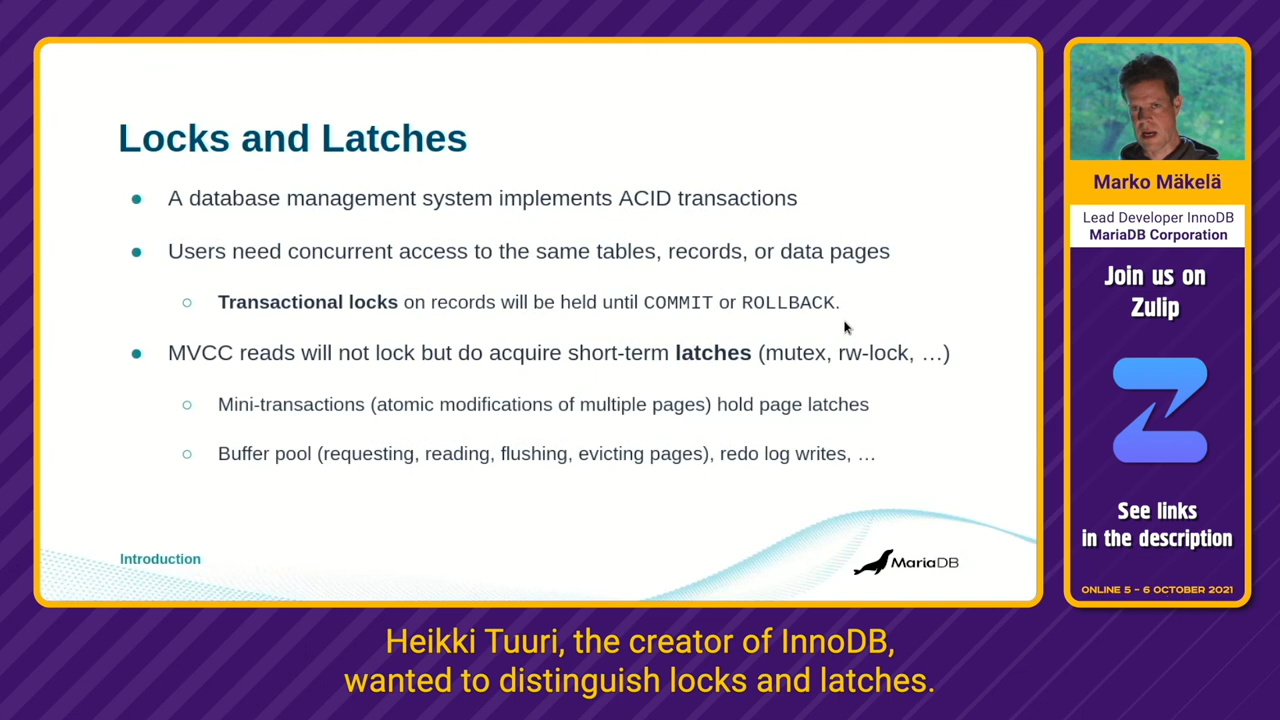 Locks and Latches
● A database management system implements ACID transactions
● Users need concurrent access to the same tables, records, or data pages
○ Transactional locks on records will be held until COMMIT or ROLLBACK.
● MVCC reads will not lock but do acquire short-term latches (mutex, rw-lock, …)
○ Mini-transactions (atomic modifications of multiple pages) hold page latches
○ Buffer pool (requesting, reading, flushing, evicting pages), redo log writes, …
Introduction
MariaDB
Marko Mäkelä
Lead Developer InnoDB
MariaDB Corporation
Join us on
Zulip
See links
in the description
ONLINE 5 – 6 OCTOBER 2021
Heikki Tuuri, the creator of InnoDB,
wanted to distinguish locks and latches.